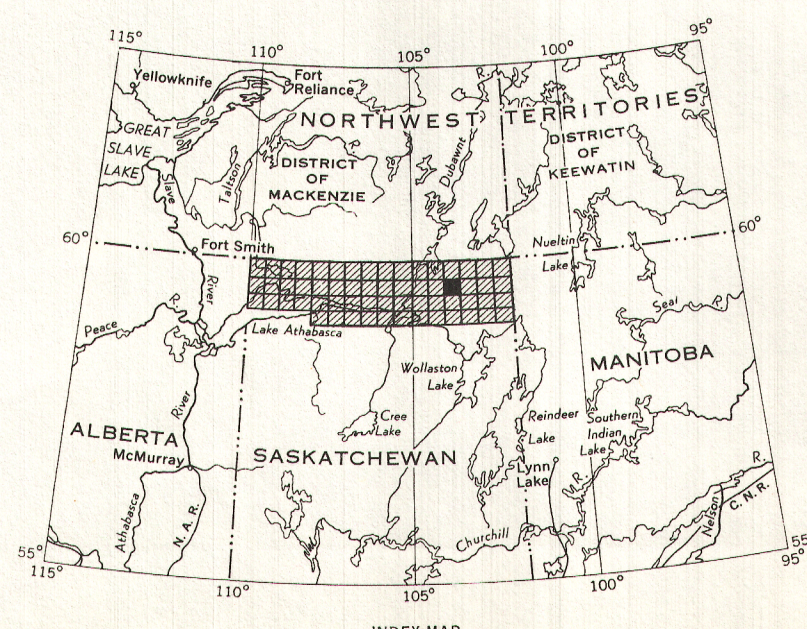 115°
110°
105°
100°
95°
Yellowknife
Fort
Reliance
R.
NORTHWEST TERRITORIES
GREAT
SLAVE
LAKE
Slave
Taltson
DISTRICT
OF
MACKENZIE
Dubawnt
DISTRICT
OF
KEEWATIN
60°
Fort Smith
Nueltin
Lake
60°
River
R.
Peace
Lake Athabasca
Seal R.
Wollaston
Lake
MANITOBA
River
Cree
Lake
Reindeer
Lake
Southern
Indian
Lake
ALBERTA
McMurray
SASKATCHEWAN
Lynn
Lake
R.
R.
Athabasca
N. A. R.
Churchill
Nelson
C. N. R.
55°
115°
110°
105°
100°
55
95°
INDEX MAP